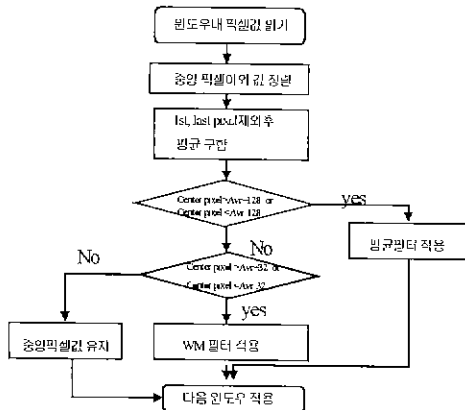 윈도우내 픽셀값 읽기
중앙 픽셀이외 값 정렬
1st, last pixel제외후
평균 구함
Center pixel>Avr+128 or
Center pixel <Avr-128
yes
평균필터 적용
No
No
Center pixel >Avr+32 or
Center pixel <Avr-32
yes
중앙픽셀값 유지
WM 필터 적용
다음 윈도우 적용